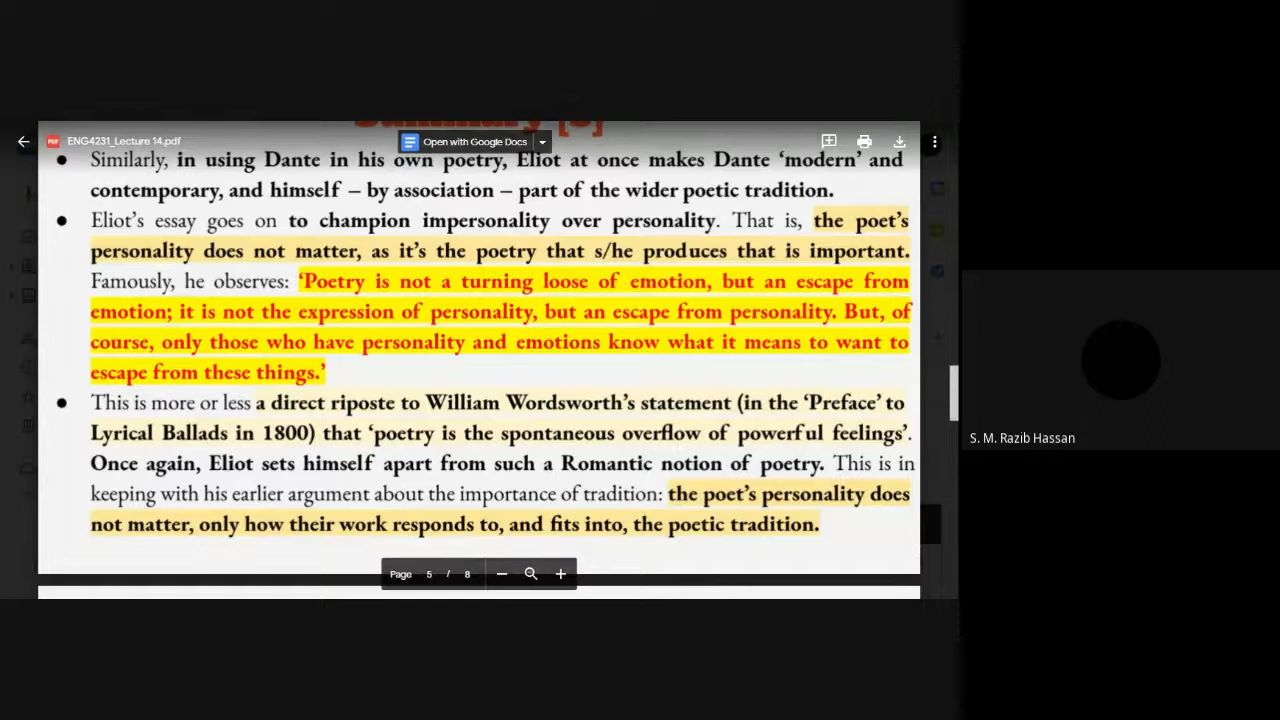 Summary [3]
ENG4231_Lecture 14.pdf
Open with Google Docs
● Similarly, in using Dante in his own poetry, Eliot at once makes Dante ‘modern’ and
contemporary, and himself – by association – part of the wider poetic tradition.
● Eliot’s essay goes on to champion impersonality over personality. That is, the poet’s
personality does not matter, as it’s the poetry that s/he produces that is important.
Famously, he observes: ‘Poetry is not a turning loose of emotion, but an escape from
emotion; it is not the expression of personality, but an escape from personality. But, of
course, only those who have personality and emotions know what it means to want to
escape from these things.’
● This is more or less a direct riposte to William Wordsworth’s statement (in the ‘Preface’ to
Lyrical Ballads in 1800) that ‘poetry is the spontaneous overflow of powerful feelings’.
Once again, Eliot sets himself apart from such a Romantic notion of poetry. This is in
keeping with his earlier argument about the importance of tradition: the poet’s personality does
not matter, only how their work responds to, and fits into, the poetic tradition.
Page 5 / 8
S. M. Razib Hassan